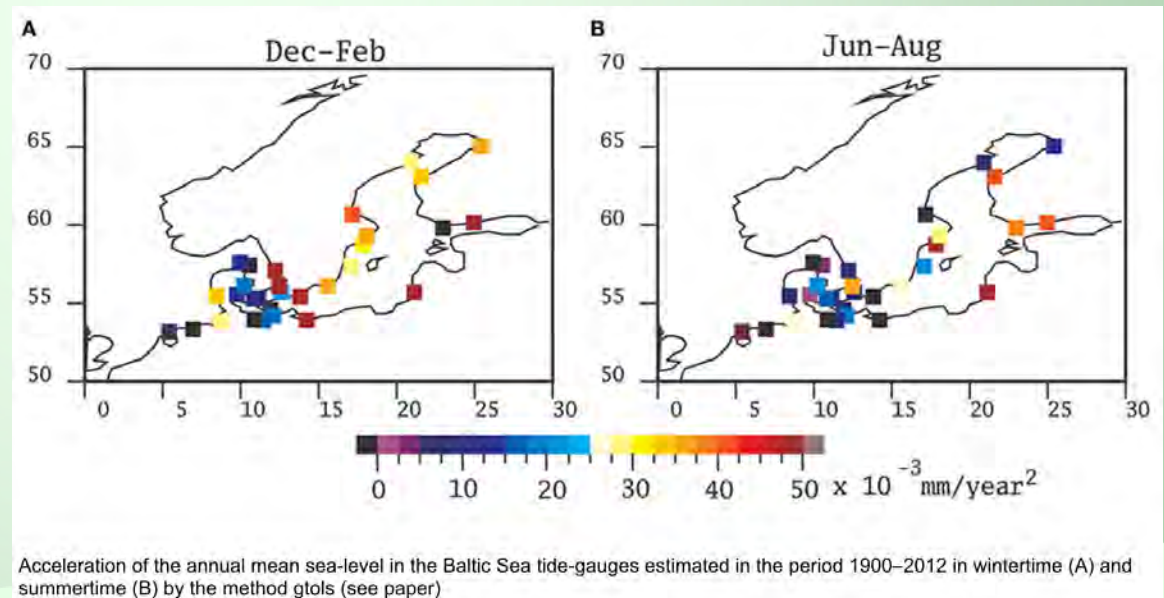 A
Dec-Feb
70
65
60
55
50
0 5 10 15 20 25 30
B
Jun-Aug
70
65
60
55
50
0 5 10 15 20 25 30
0 10 20 30 40 50 x 10 -3 mm/year2
Acceleration of the annual mean sea-level in the Baltic Sea tide-gauges estimated in the period 1900–2012 in wintertime (A) and
summertime (B) by the method gtols (see paper)